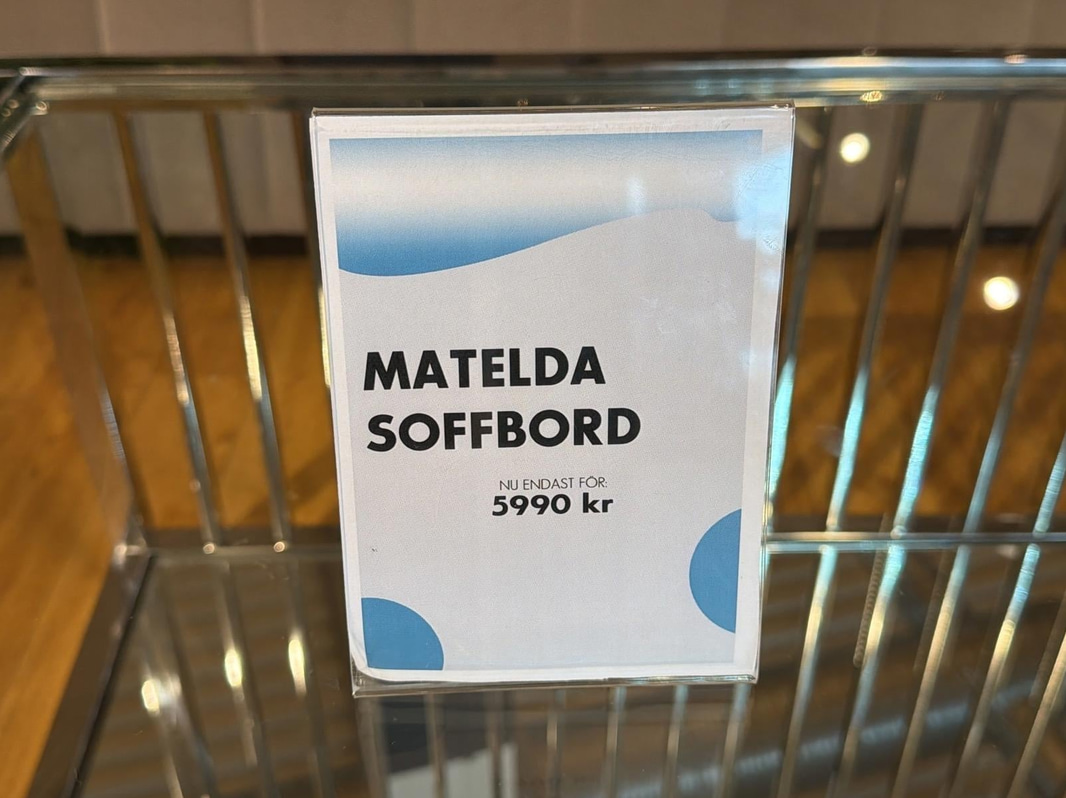 MATELDA
SOFFBORD
NU ENDAST FÖR:
5990 kr